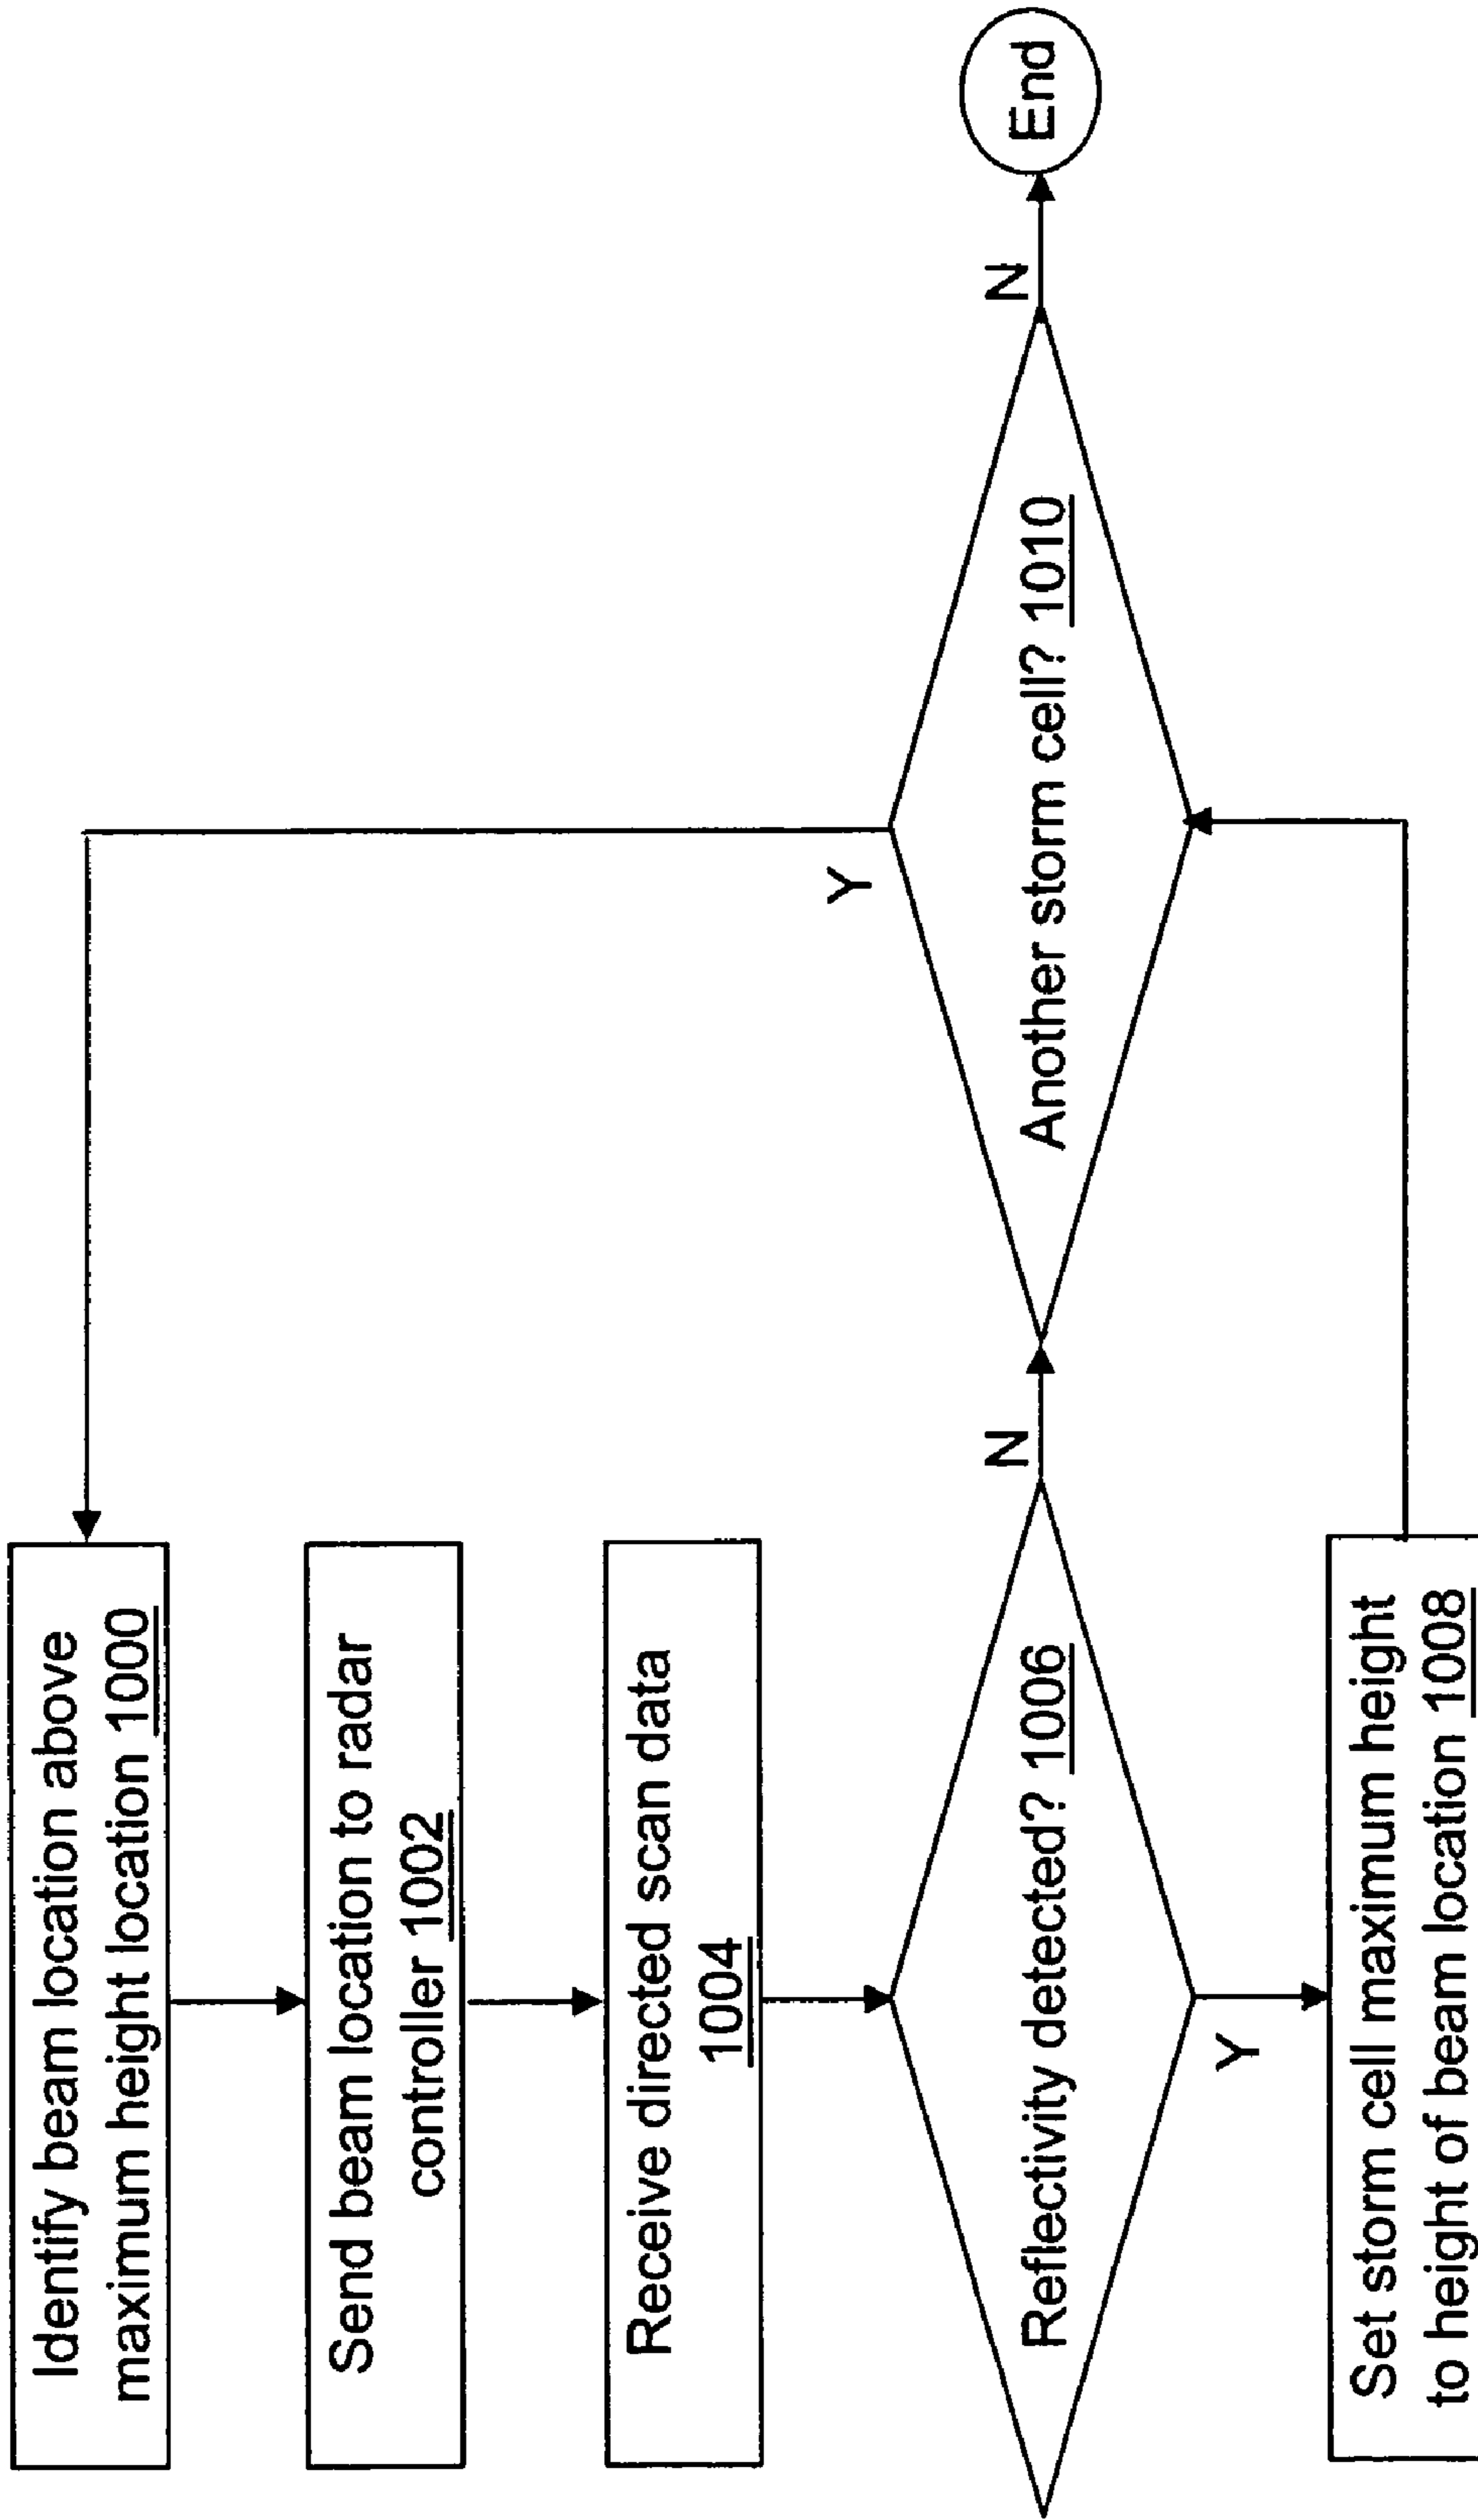 Identify beam location above
maximum height location 1000
Send beam location to radar
controller 1002
Receive directed scan data
1004
Reflectivity detected? 1006
N
Y
Set storm cell maximum height
to height of beam location 1008
Another storm cell? 1010
Y
N
End